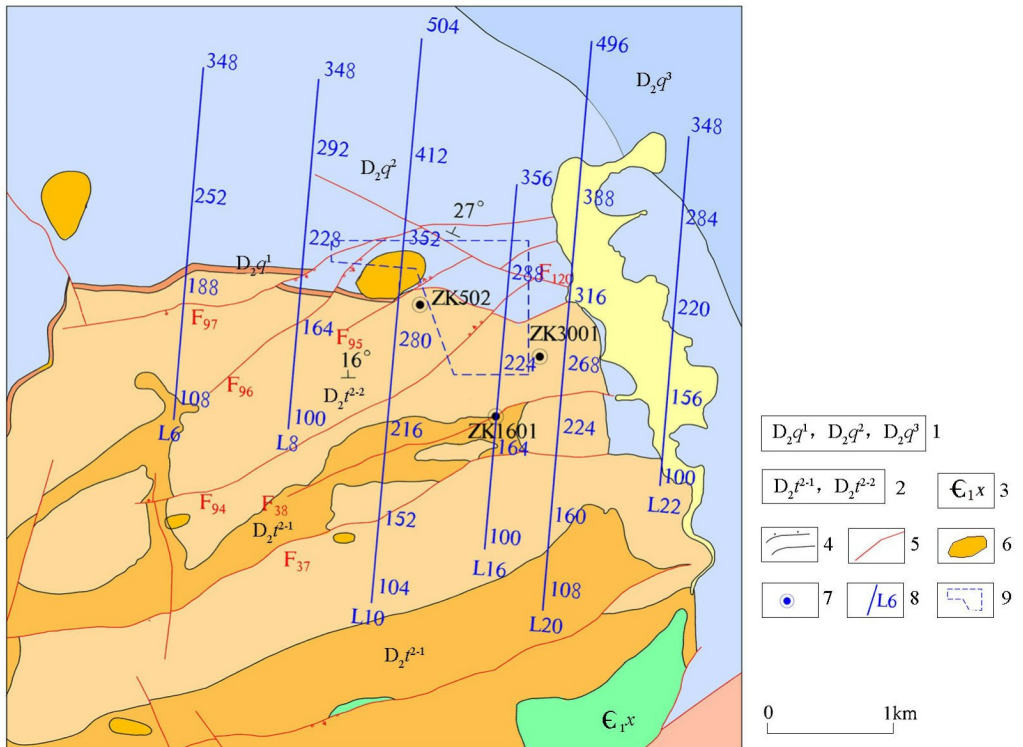 504
496
348
348
D₂q³
348
292
412
D₂q²
356
252
388
284
27°
228
352
D₂q¹
288
F₁₂₀
188
ZK502
316
220
F₉₇
164
F₉₅
280
ZK3001
16°
224
268
F₉₆
D₂t²⁻²
108
156
L6
100
216
ZK1601
224
L8
164
100
F₉₄
F₃₈
L22
152
160
D₂t²⁻¹
100
F₃₇
L16
104
108
L10
L20
D₂t²⁻¹
Є₁x
D₂q¹, D₂q², D₂q³ 1
D₂t²⁻¹, D₂t²⁻² 2
Є₁x 3
4
5
6
7
L6 8
9
0 1km